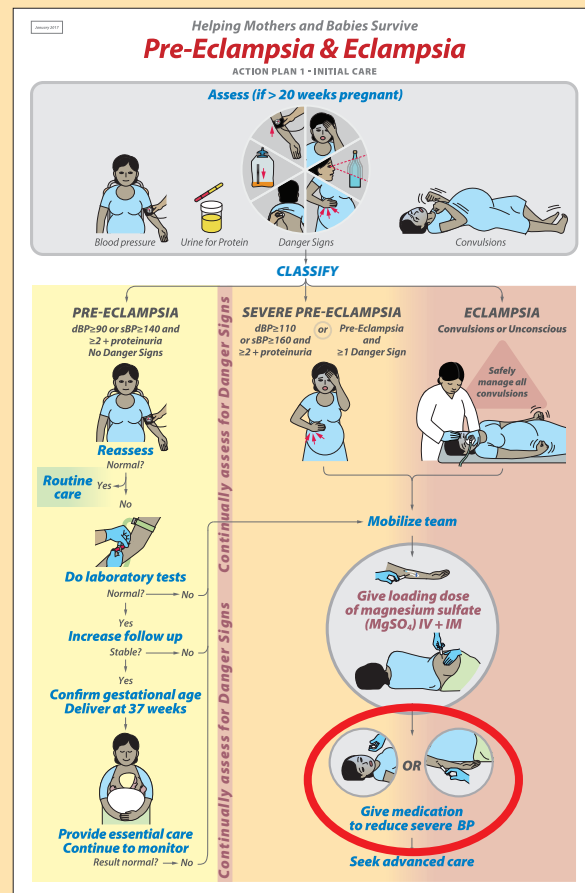 January 2017
Helping Mothers and Babies Survive
Pre-Eclampsia & Eclampsia
ACTION PLAN 1 - INITIAL CARE
Assess (if > 20 weeks pregnant)
Blood pressure
Urine for Protein
Danger Signs
Convulsions
CLASSIFY
PRE-ECLAMPSIA
dBP≥90 or sBP≥140 and
≥2 + proteinuria
No Danger Signs
Reassess
Normal?
Routine
care
Yes
No
Do laboratory tests
Normal?
No
Yes
Increase follow up
Stable?
No
Yes
Confirm gestational age
Deliver at 37 weeks
Provide essential care
Continue to monitor
Result normal?
No
Continually assess for Danger Signs
Continually assess for Danger Signs
SEVERE PRE-ECLAMPSIA
dBP≥110
or sBP≥160 and
≥2 + proteinuria
or
Pre-Eclampsia
and
≥1 Danger Sign
ECLAMPSIA
Convulsions or Unconscious
Safely
manage all
convulsions
Mobilize team
Give loading dose
of magnesium sulfate
(MgSO₄) IV + IM
OR
Give medication
to reduce severe BP
Seek advanced care